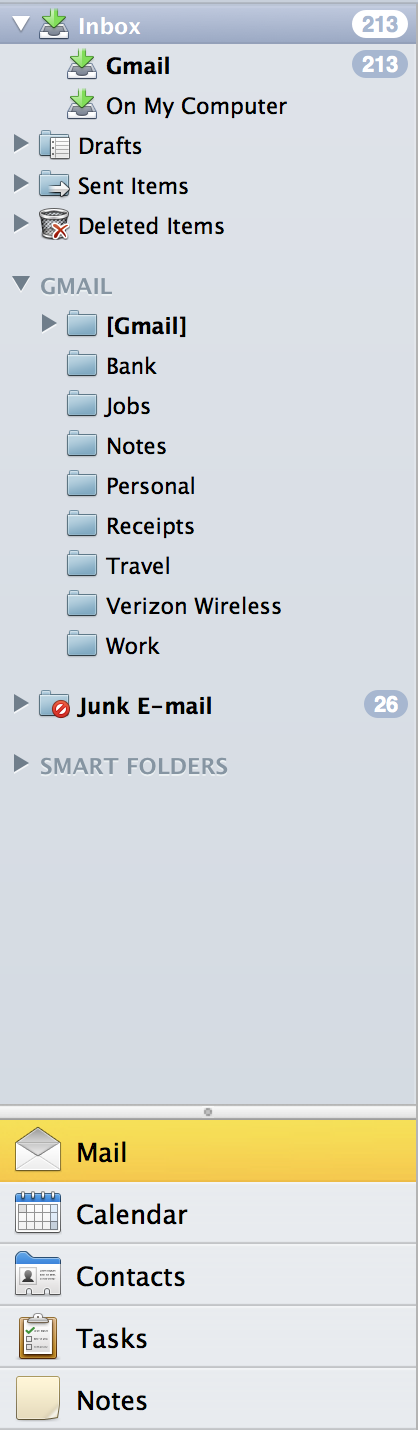 Inbox 213
Gmail 213
On My Computer
Drafts
Sent Items
Deleted Items
GMAIL
[Gmail]
Bank
Jobs
Notes
Personal
Receipts
Travel
Verizon Wireless
Work
Junk E-mail 26
SMART FOLDERS
Mail
Calendar
Contacts
Tasks
Notes